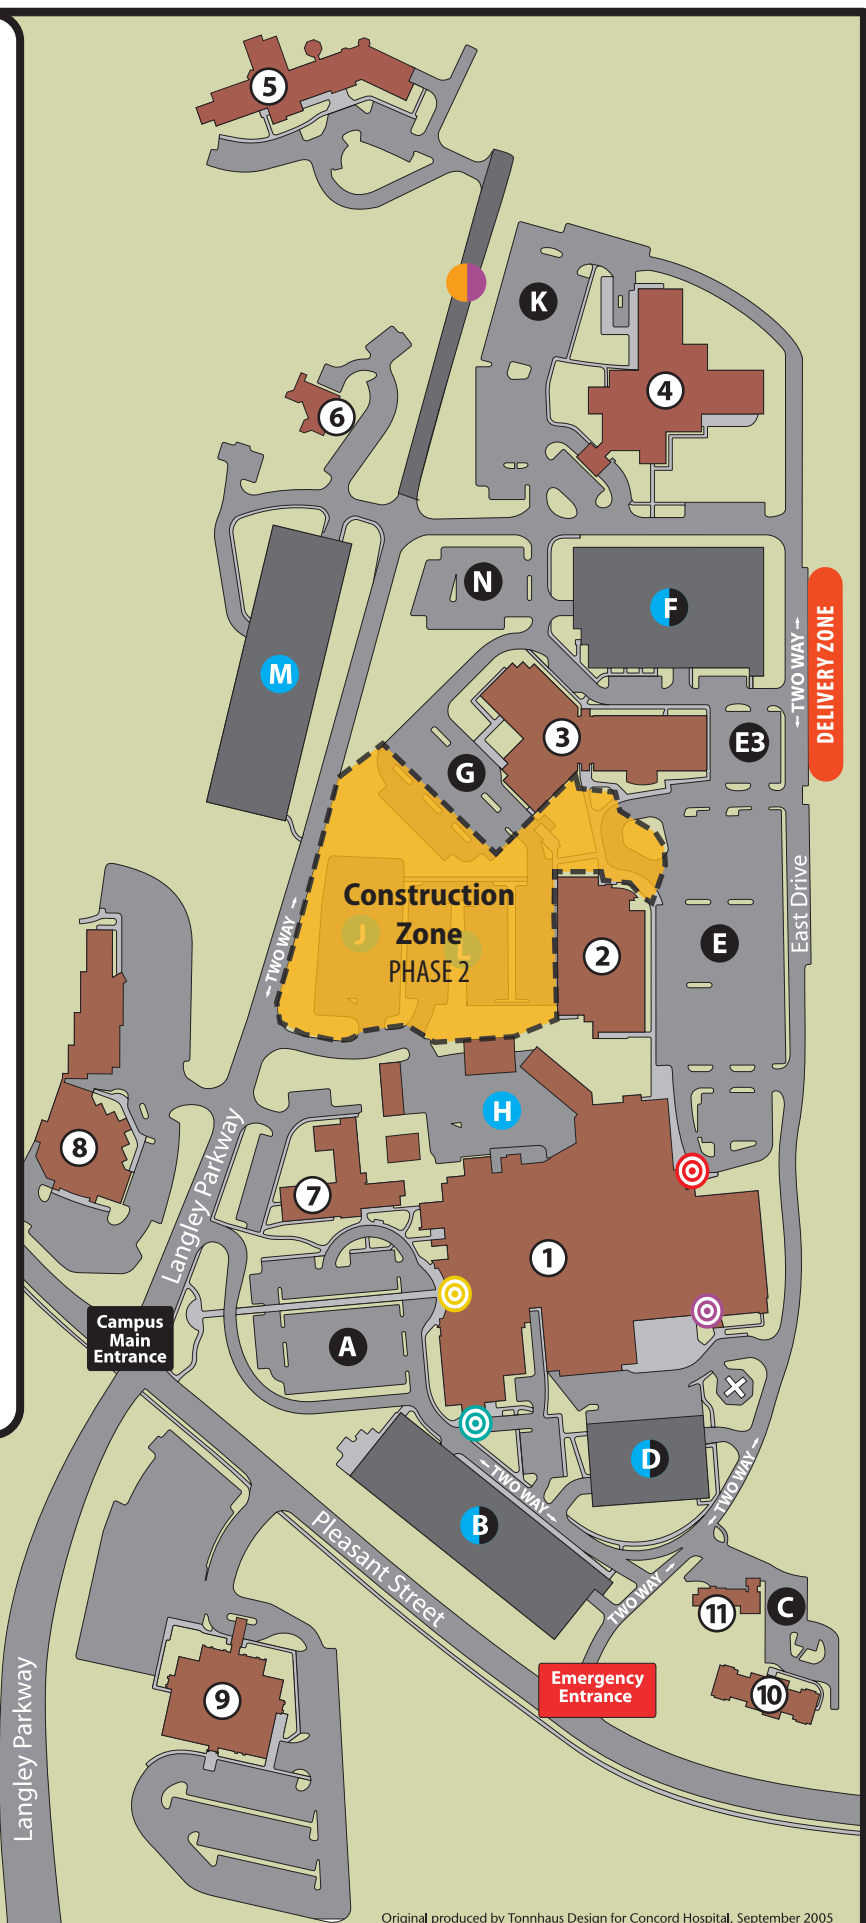 5
K
4
6
N
F
← TWO WAY →
DELIVERY ZONE
M
3
E3
G
Construction
Zone
PHASE 2
J
L
← TWO WAY →
2
E
East Drive
H
8
7
Langley Parkway
1
Campus
Main
Entrance
A
D
← TWO WAY →
← TWO WAY →
B
Pleasant Street
← TWO WAY →
11
C
Emergency
Entrance
10
9
Langley Parkway
Original produced by Tonnhaus Design for Concord Hospital, September 2005